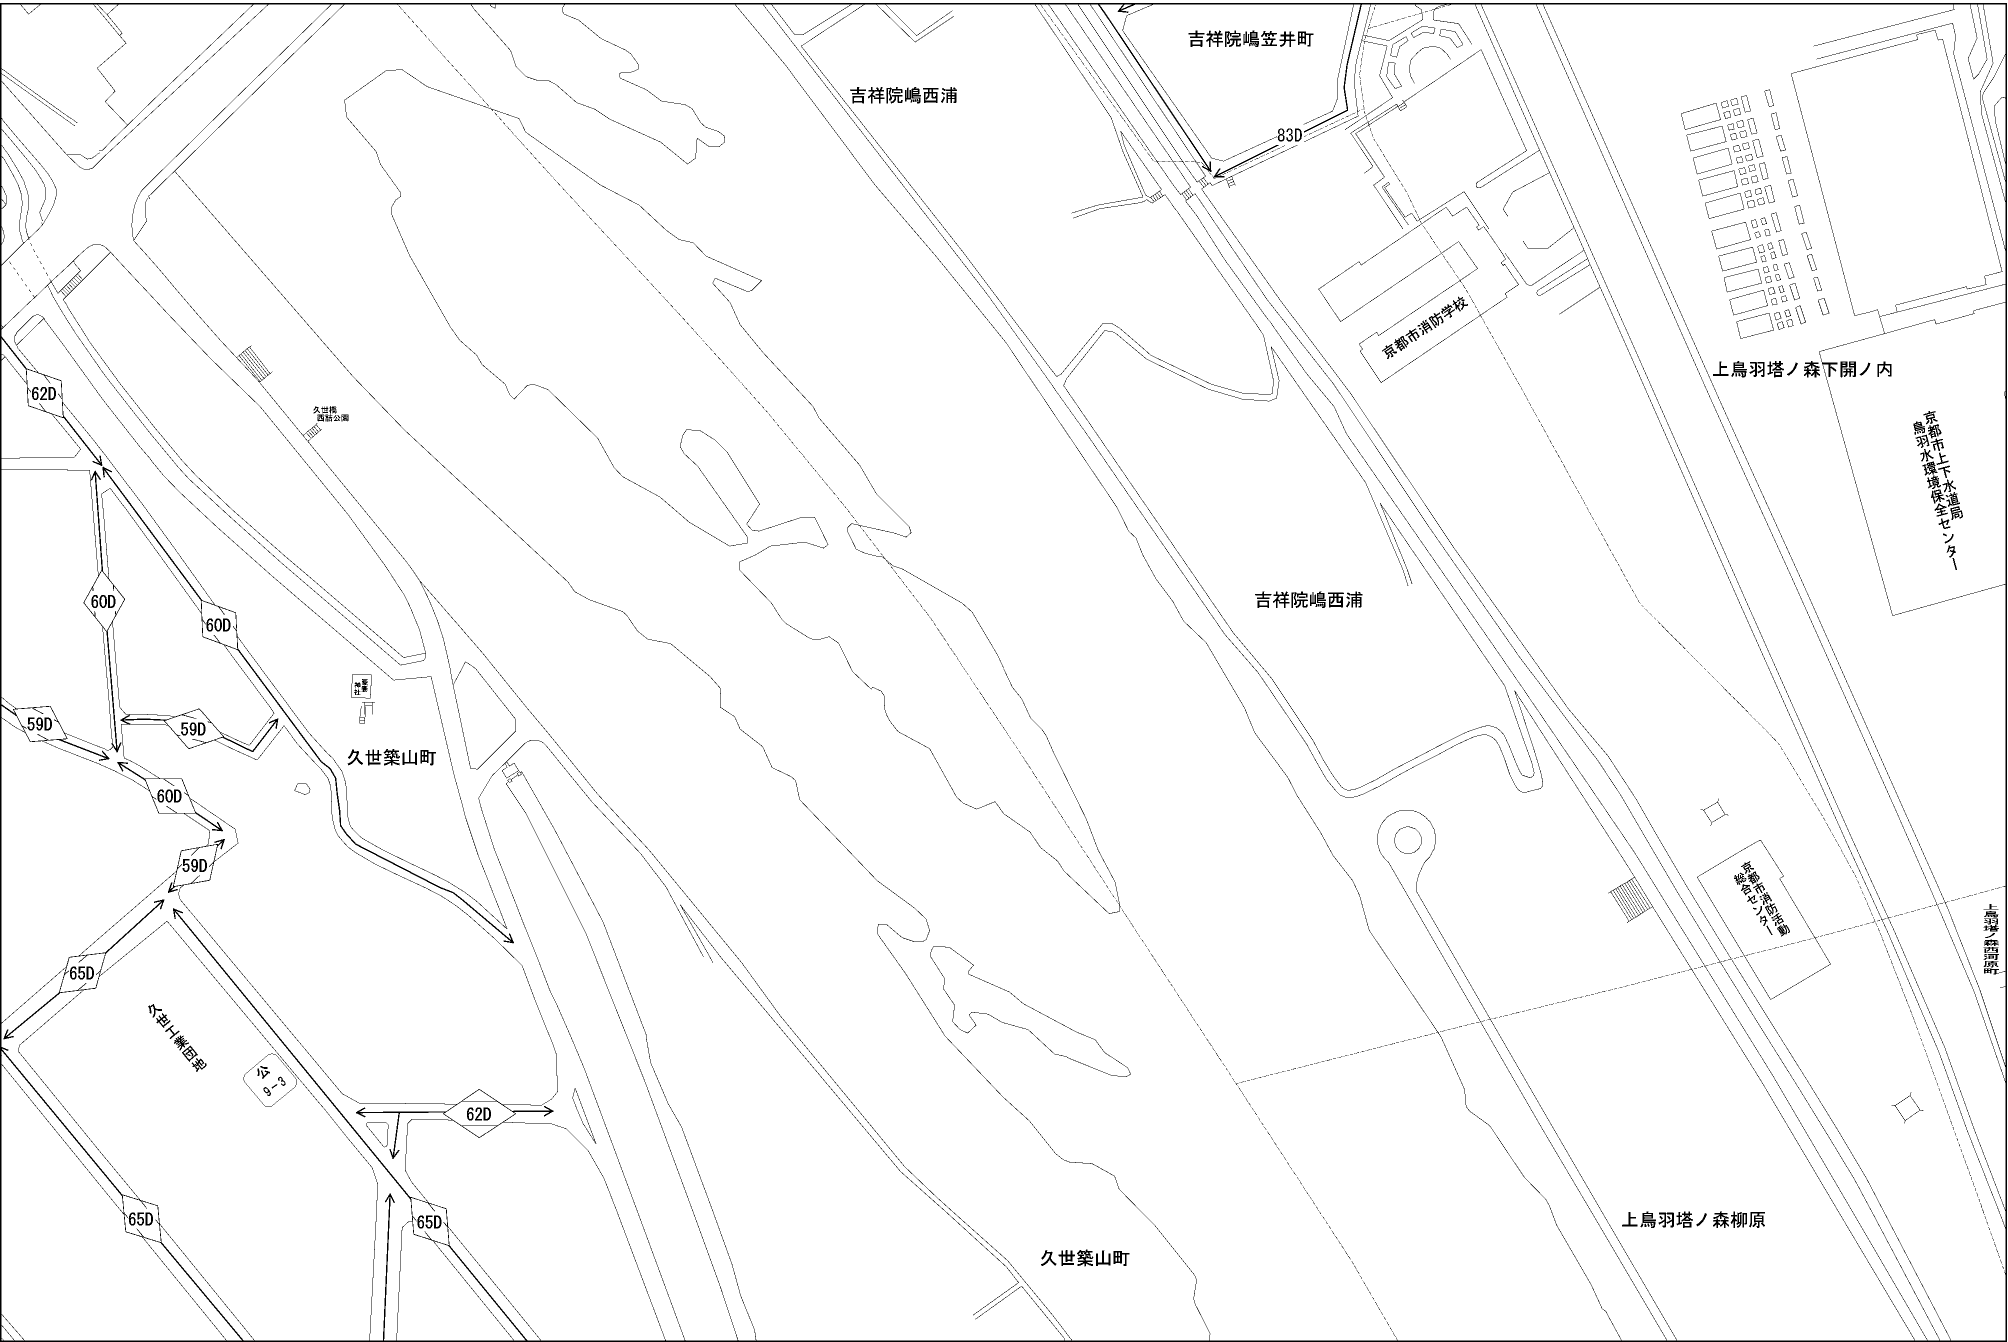 吉祥院嶋笠井町
吉祥院嶋西浦
83D
京都市消防学校
上鳥羽塔ノ森下開ノ内
62D
久世橋
西詰公園
京都市上下水道局
鳥羽水環境保全センター
60D
60D
吉祥院嶋西浦
59D
59D
久世築山町
60D
59D
京都市消防活動
総合センター
上鳥羽塔ノ森西河原町
65D
久世工業団地
公
9-3
62D
65D
65D
上鳥羽塔ノ森柳原
久世築山町